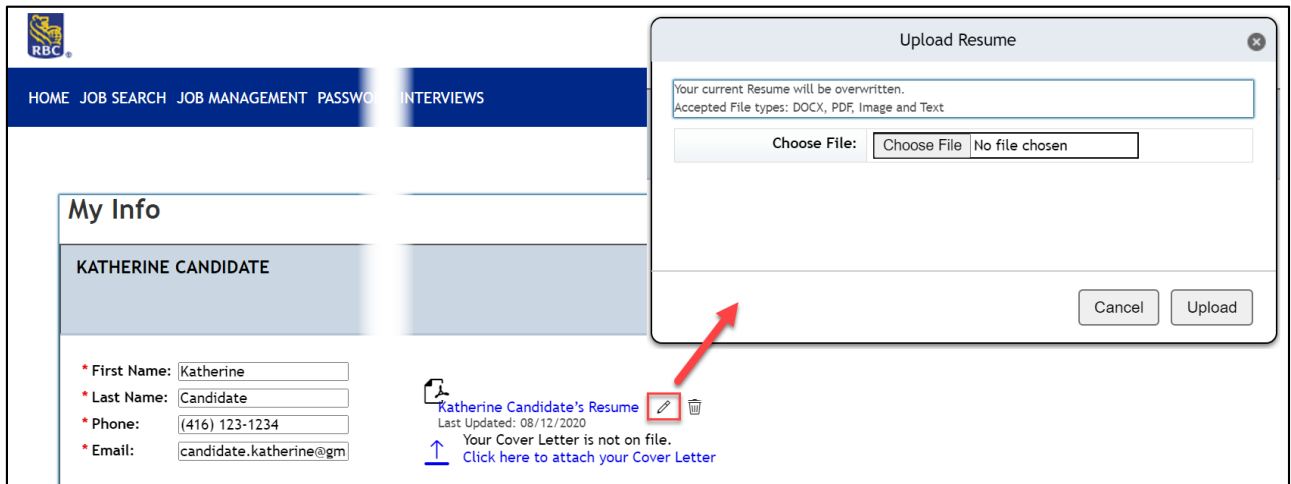 RBC
HOME JOB SEARCH JOB MANAGEMENT PASSWO INTERVIEWS
My Info
KATHERINE CANDIDATE
* First Name: Katherine
* Last Name: Candidate
* Phone: (416) 123-1234
* Email: candidate.katherine@gm
Katherine Candidate's Resume
Last Updated: 08/12/2020
Your Cover Letter is not on file.
Click here to attach your Cover Letter
Upload Resume
Your current Resume will be overwritten.
Accepted File types: DOCX, PDF, Image and Text
Choose File: Choose File No file chosen
Cancel Upload